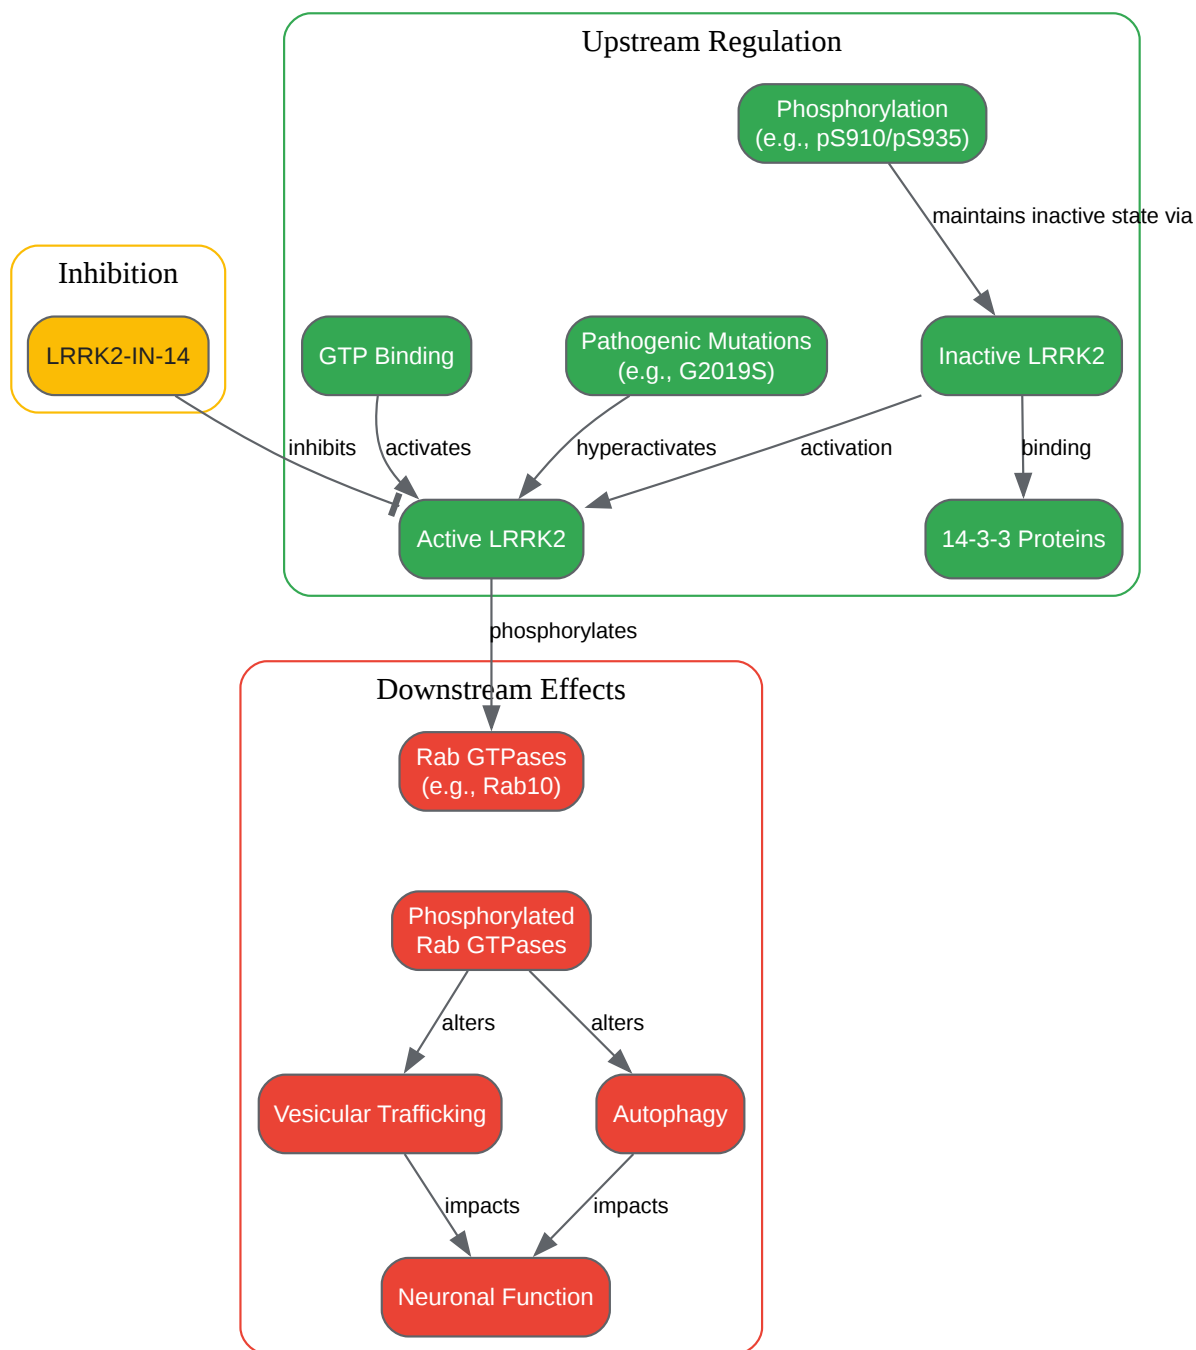 Upstream Regulation
Phosphorylation
(e.g., pS910/pS935)
maintains inactive state via
Inhibition
LRRK2-IN-14
GTP Binding
Pathogenic Mutations
(e.g., G2019S)
Inactive LRRK2
inhibits
activates
hyperactivates
activation
binding
Active LRRK2
14-3-3 Proteins
phosphorylates
Downstream Effects
Rab GTPases
(e.g., Rab10)
Phosphorylated
Rab GTPases
alters
alters
Vesicular Trafficking
Autophagy
impacts
impacts
Neuronal Function